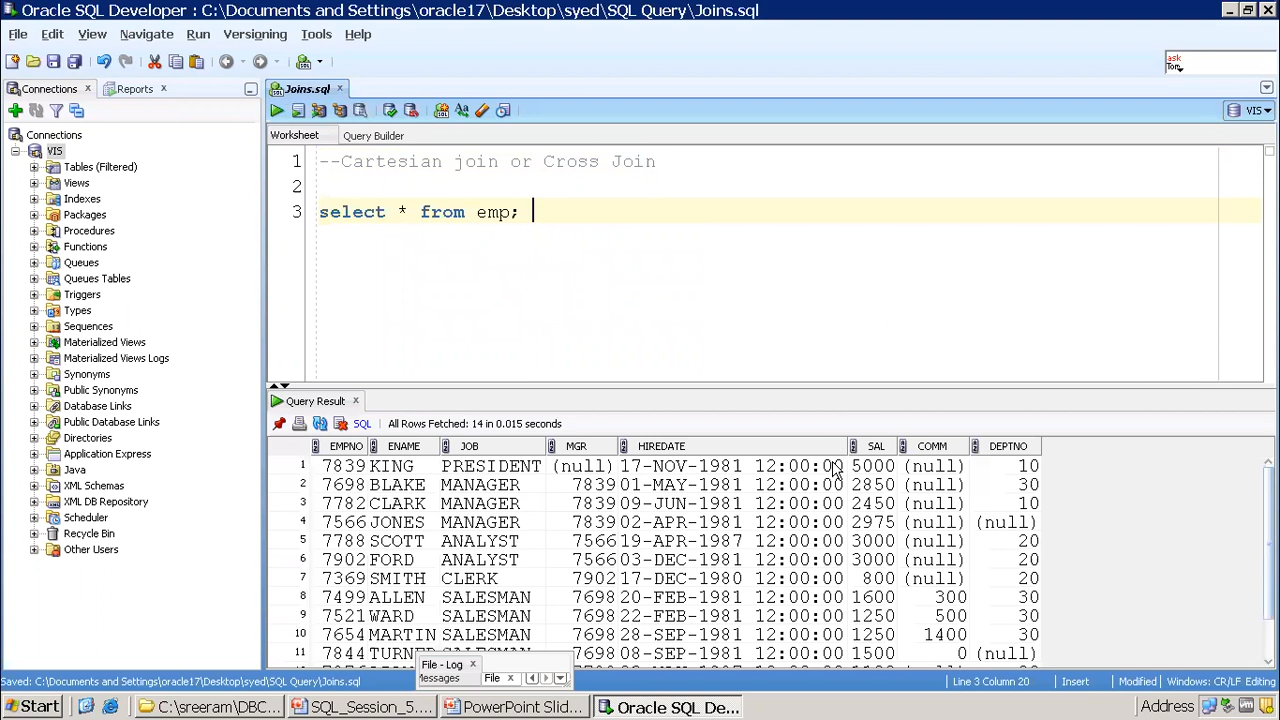 Oracle SQL Developer : C:\Documents and Settings\oracle17\Desktop\syed\SQL Query\Joins.sql
File Edit View Navigate Run Versioning Tools Help
ask
Tom
Connections Reports Joins.sql
VIS
Connections
VIS
Tables (Filtered)
Views
Indexes
Packages
Procedures
Functions
Queues
Queues Tables
Triggers
Types
Sequences
Materialized Views
Materialized Views Logs
Synonyms
Public Synonyms
Database Links
Public Database Links
Directories
Application Express
Java
XML Schemas
XML DB Repository
Scheduler
Recycle Bin
Other Users
Worksheet Query Builder
1 --Cartesian join or Cross Join
2
3 select * from emp;
Query Result
SQL All Rows Fetched: 14 in 0.015 seconds
EMPNO ENAME JOB MGR HIREDATE SAL COMM DEPTNO
1 7839 KING PRESIDENT (null) 17-NOV-1981 12:00:00 5000 (null) 10
2 7698 BLAKE MANAGER 7839 01-MAY-1981 12:00:00 2850 (null) 30
3 7782 CLARK MANAGER 7839 09-JUN-1981 12:00:00 2450 (null) 10
4 7566 JONES MANAGER 7839 02-APR-1981 12:00:00 2975 (null) (null)
5 7788 SCOTT ANALYST 7566 19-APR-1987 12:00:00 3000 (null) 20
6 7902 FORD ANALYST 7566 03-DEC-1981 12:00:00 3000 (null) 20
7 7369 SMITH CLERK 7902 17-DEC-1980 12:00:00 800 (null) 20
8 7499 ALLEN SALESMAN 7698 20-FEB-1981 12:00:00 1600 300 30
9 7521 WARD SALESMAN 7698 22-FEB-1981 12:00:00 1250 500 30
10 7654 MARTIN SALESMAN 7698 28-SEP-1981 12:00:00 1250 1400 30
11 7844 7698 08-SEP-1981 12:00:00 1500 0 (null)
File - Log
Messages File
Saved: C:\Documents and Settings\oracle17\Desktop\syed\SQL Query\Joins.sql
Line 3 Column 20 Insert Modified Windows: CR/LF Editing
Start C:\sreeram\DBC... SQL_Session_5.... PowerPoint Slid... Oracle SQL De... Address